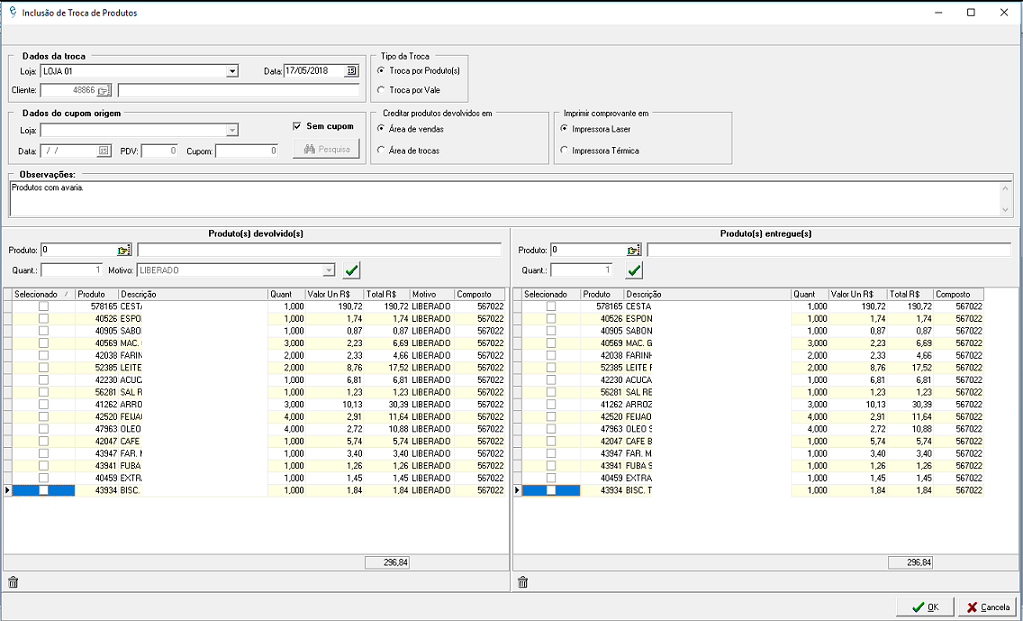 Inclusão de Troca de Produtos
Dados da troca
Loja: LOJA 01 Data: 17/05/2018
Cliente: 48866
Tipo da Troca
Troca por Produto(s)
Troca por Vale
Dados do cupom origem
Loja:
Sem cupom
Data: / / PDV: 0 Cupom: 0 Pesquisa
Creditar produtos devolvidos em
Área de vendas
Área de trocas
Imprimir comprovante em
Impressora Laser
Impressora Térmica
Observações:
Produtos com avaria.
Produto(s) devolvido(s)
Produto: 0
Quant.: 1 Motivo: LIBERADO
Selecionado / Produto Descrição Quant Valor Un R$ Total R$ Motivo Composto
578165 CESTA 1,000 190,72 190,72 LIBERADO 567022
40526 ESPON 1,000 1,74 1,74 LIBERADO 567022
40905 SABO 1,000 0,87 0,87 LIBERADO 567022
40569 MAC. 3,000 2,23 6,69 LIBERADO 567022
42038 FARIN 2,000 2,33 4,66 LIBERADO 567022
52385 LEITE 2,000 8,76 17,52 LIBERADO 567022
42230 ACUC 1,000 6,81 6,81 LIBERADO 567022
56281 SAL R 1,000 1,23 1,23 LIBERADO 567022
41262 ARRO 3,000 10,13 30,39 LIBERADO 567022
42520 FEIJA 4,000 2,91 11,64 LIBERADO 567022
47963 OLEO 4,000 2,72 10,88 LIBERADO 567022
42047 CAFE 1,000 5,74 5,74 LIBERADO 567022
43947 FAR. 1,000 3,40 3,40 LIBERADO 567022
43941 FUBA 1,000 1,26 1,26 LIBERADO 567022
40459 EXTR 1,000 1,45 1,45 LIBERADO 567022
43934 BISC. 1,000 1,84 1,84 LIBERADO 567022
296,84
Produto(s) entregue(s)
Produto: 0
Quant.: 1
Selecionado Produto Descrição Quant Valor Un R$ Total R$ Composto
578165 CESTA 1,000 190,72 190,72 567022
40526 ESPON 1,000 1,74 1,74 567022
40905 SABON 1,000 0,87 0,87 567022
40569 MAC. G 3,000 2,23 6,69 567022
42038 FARIN 2,000 2,33 4,66 567022
52385 LEITE 2,000 8,76 17,52 567022
42230 ACUCA 1,000 6,81 6,81 567022
56281 SAL RE 1,000 1,23 1,23 567022
41262 ARROZ 3,000 10,13 30,39 567022
42520 FEIJAO 4,000 2,91 11,64 567022
47963 OLEO S 4,000 2,72 10,88 567022
42047 CAFE B 1,000 5,74 5,74 567022
43947 FAR. M 1,000 3,40 3,40 567022
43941 FUBA S 1,000 1,26 1,26 567022
40459 EXTRA 1,000 1,45 1,45 567022
43934 BISC. T 1,000 1,84 1,84 567022
296,84
OK Cancela